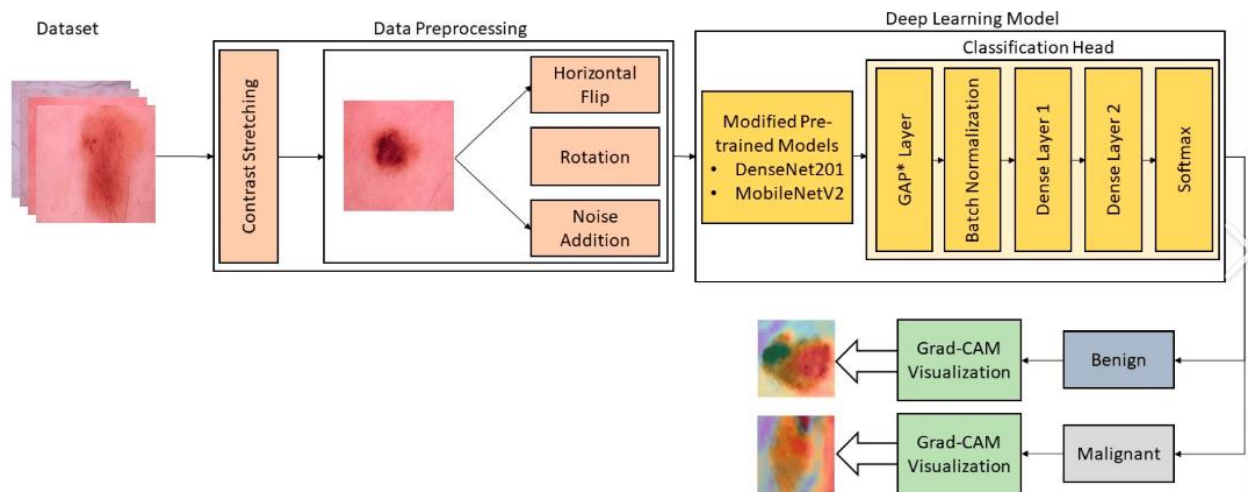 Dataset
Data Preprocessing
Deep Learning Model
Classification Head
Contrast Stretching
Horizontal
Flip
Rotation
Noise
Addition
Modified Pre-
trained Models
• DenseNet201
• MobileNetV2
GAP* Layer
Batch Normalization
Dense Layer 1
Dense Layer 2
Softmax
Grad-CAM
Visualization
Benign
Grad-CAM
Visualization
Malignant